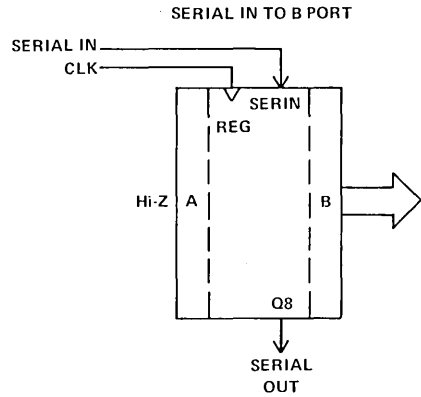 SERIAL IN TO B PORT
SERIAL IN
CLK
SERIN
REG
Hi-Z A B
Q8
SERIAL
OUT